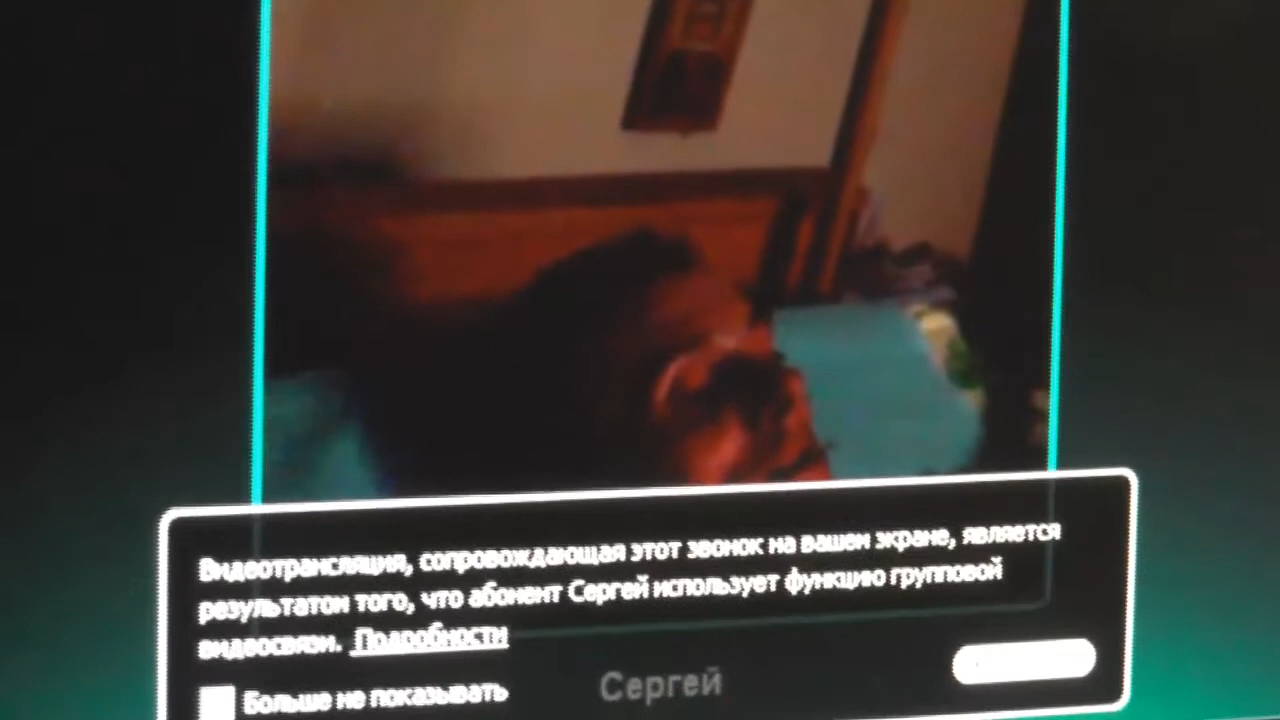 Видеотрансляция, сопровождающая этот звонок на вашем экране, является
результатом того, что абонент Сергей использует функцию групповой
видеосвязи. Подробности
Больше не показывать
Сергей